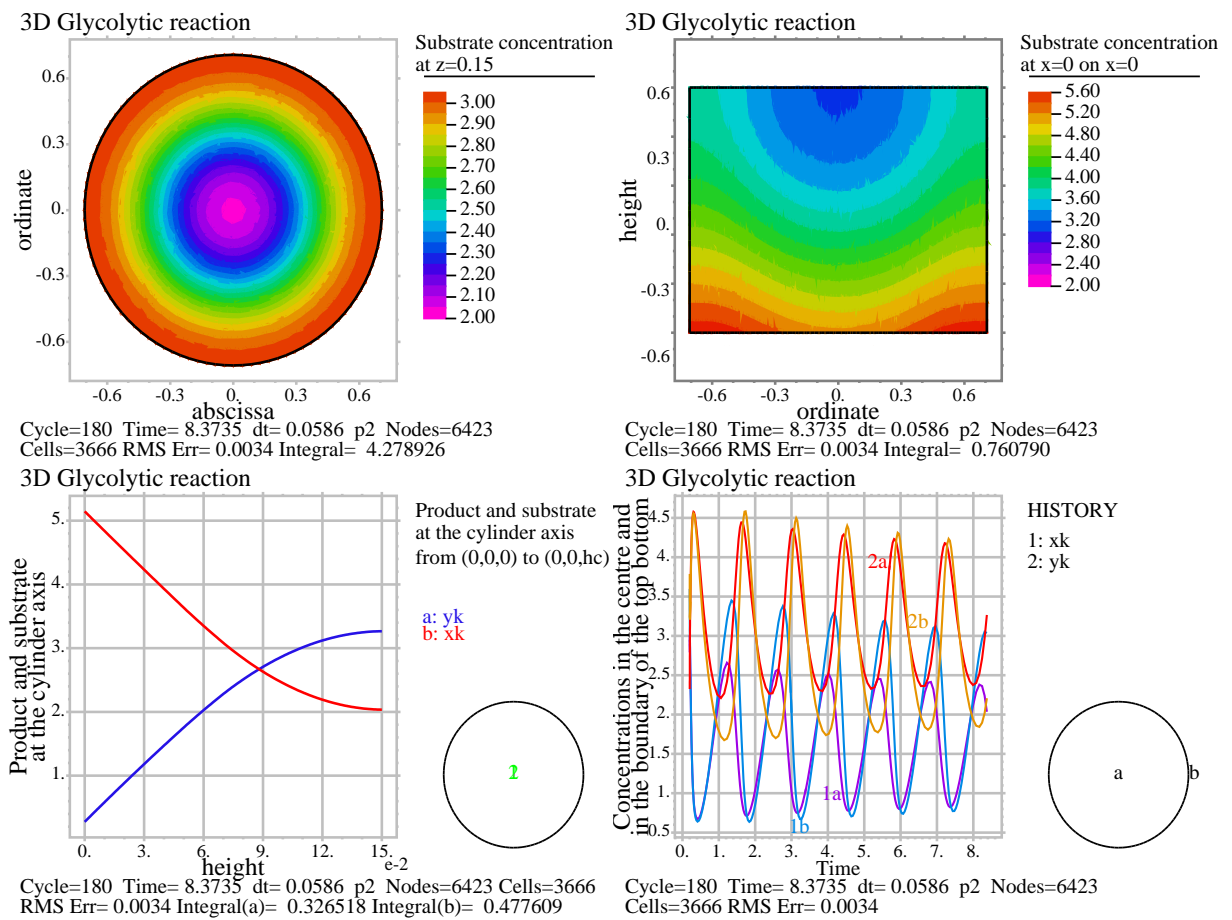 3D Glycolytic reaction
Substrate concentration
at z=0.15
3.00
2.90
2.80
2.70
2.60
2.50
2.40
2.30
2.20
2.10
2.00
ordinate
0.6
0.3
0.
-0.3
-0.6
-0.6 -0.3 0. 0.3 0.6
abscissa
Cycle=180 Time= 8.3735 dt= 0.0586 p2 Nodes=6423
Cells=3666 RMS Err= 0.0034 Integral= 4.278926
3D Glycolytic reaction
Substrate concentration
at x=0 on x=0
5.60
5.20
4.80
4.40
4.00
3.60
3.20
2.80
2.40
2.00
height
0.6
0.3
0.
-0.3
-0.6
-0.6 -0.3 0. 0.3 0.6
ordinate
Cycle=180 Time= 8.3735 dt= 0.0586 p2 Nodes=6423
Cells=3666 RMS Err= 0.0034 Integral= 0.760790
3D Glycolytic reaction
Product and substrate
at the cylinder axis
from (0,0,0) to (0,0,hc)
a: yk
b: xk
Product and substrate
at the cylinder axis
5.
4.
3.
2.
1.
0. 3. 6. 9. 12. 15.
e-2
height
Cycle=180 Time= 8.3735 dt= 0.0586 p2 Nodes=6423 Cells=3666
RMS Err= 0.0034 Integral(a)= 0.326518 Integral(b)= 0.477609
3D Glycolytic reaction
HISTORY
1: xk
2: yk
Concentrations in the centre and
in the boundary of the top bottom
4.5
4.
3.5
3.
2.5
2.
1.5
1.
0.5
2a
2b
1a
1b
0. 1. 2. 3. 4. 5. 6. 7. 8.
Time
a b
Cycle=180 Time= 8.3735 dt= 0.0586 p2 Nodes=6423
Cells=3666 RMS Err= 0.0034